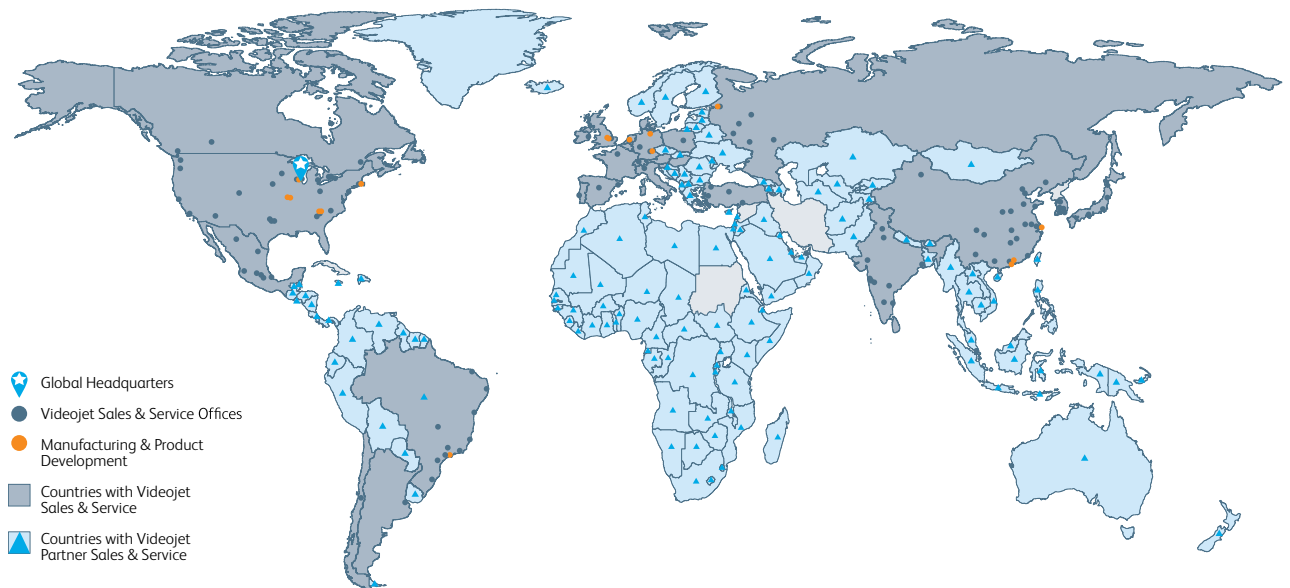 Global Headquarters
Videojet Sales & Service Offices
Manufacturing & Product
Development
Countries with Videojet
Sales & Service
Countries with Videojet
Partner Sales & Service